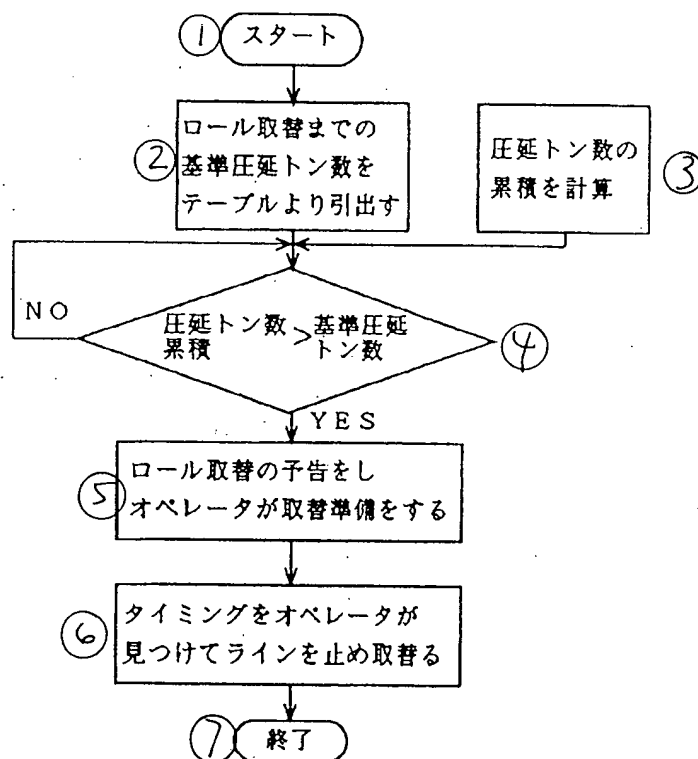 ① スタート
② ロール取替までの
基準圧延トン数を
テーブルより引出す
③ 圧延トン数の
累積を計算
NO
④ 圧延トン数 > 基準圧延
累積 トン数
YES
⑤ ロール取替の予告をし
オペレータが取替準備をする
⑥ タイミングをオペレータが
見つけてラインを止め取替る
⑦ 終了